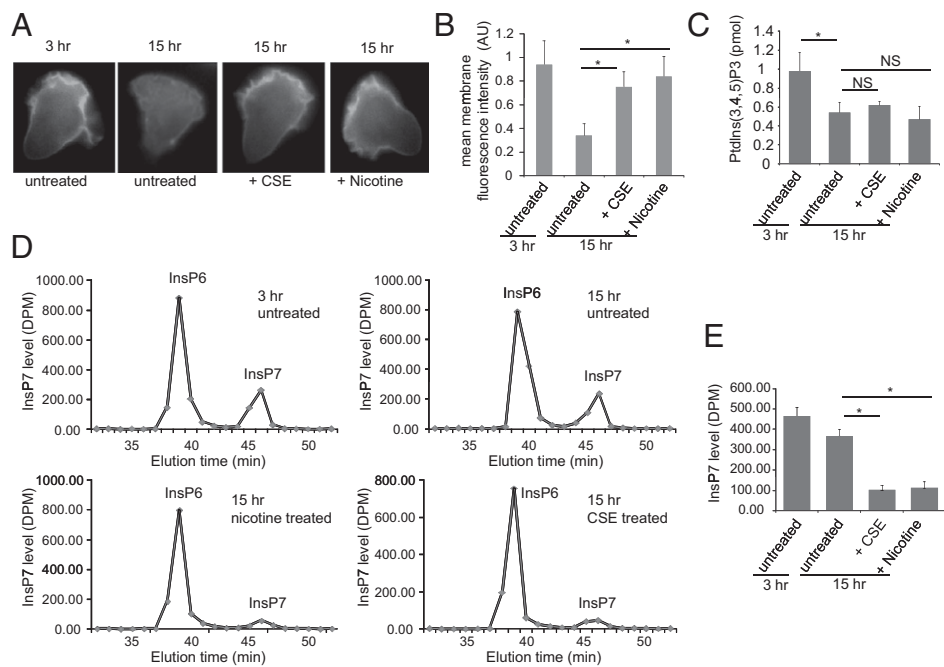 A
3 hr
15 hr
15 hr
15 hr
untreated
untreated
+ CSE
+ Nicotine
B
mean membrane
fluorescence intensity (AU)
1.2
1
0.8
0.6
0.4
0.2
0
*
*
untreated
untreated
+ CSE
+ Nicotine
3 hr
15 hr
C
PtdIns(3,4,5)P3 (pmol)
1.4
1.2
1
0.8
0.6
0.4
0.2
0
*
NS
NS
untreated
untreated
+ CSE
+ Nicotine
3 hr
15 hr
D
InsP7 level (DPM)
1000.00
800.00
600.00
400.00
200.00
0.00
InsP6
InsP7
3 hr
untreated
35 40 45 50
Elution time (min)
InsP7 level (DPM)
1000.00
800.00
600.00
400.00
200.00
0.00
InsP6
InsP7
15 hr
untreated
35 40 45 50
Elution time (min)
InsP7 level (DPM)
1000.00
800.00
600.00
400.00
200.00
0.00
InsP6
InsP7
15 hr
nicotine treated
35 40 45 50
Elution time (min)
InsP7 level (DPM)
800.00
600.00
400.00
200.00
0.00
InsP6
InsP7
15 hr
CSE treated
35 40 45 50
Elution time (min)
E
InsP7 level (DPM)
600.00
500.00
400.00
300.00
200.00
100.00
0.00
*
*
untreated
untreated
+ CSE
+ Nicotine
3 hr
15 hr